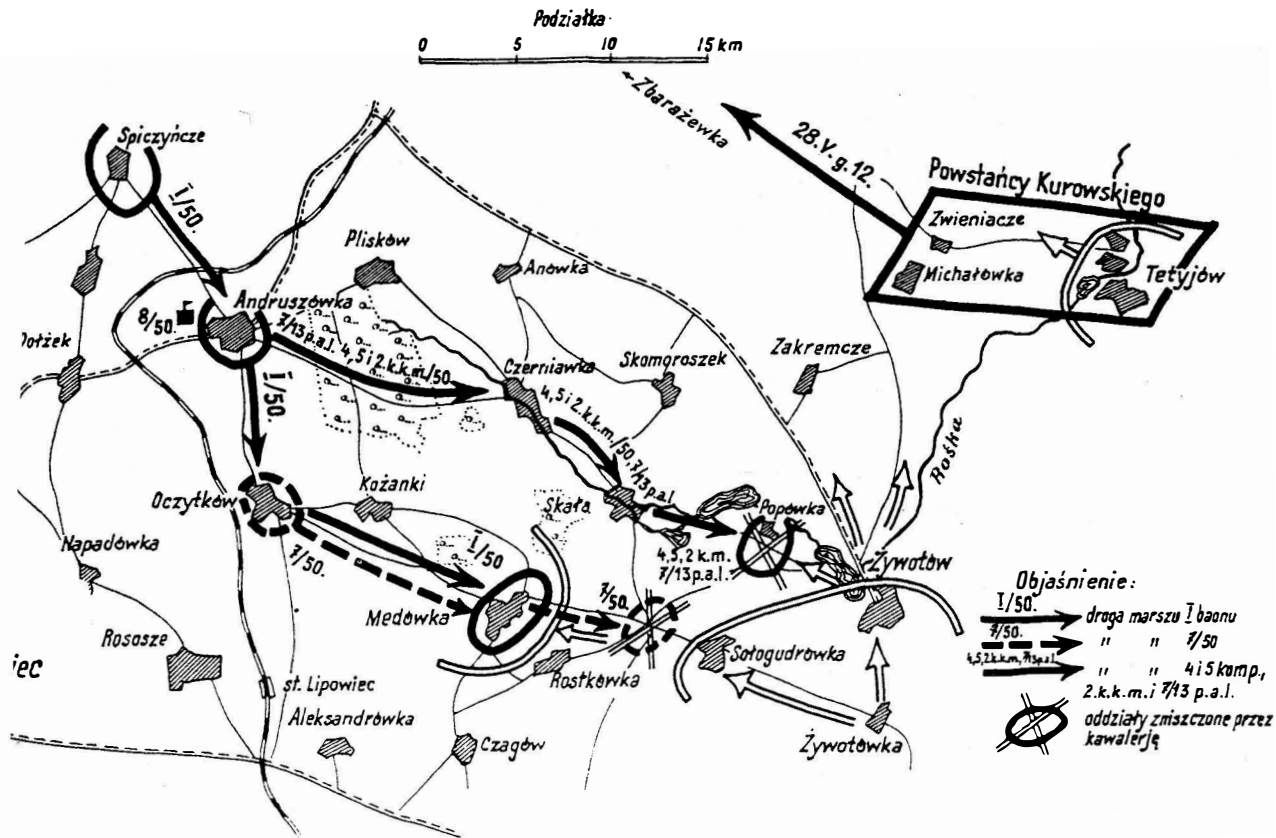 Podziałka
0 5 10 15 km
Zbarażewka
28.V.g.12.
Powstańcy Kurowskiego
Zwieniacze
Michałówka
Tetyjów
Spiczyńce
I/50.
Plisków
Anówka
Andruszówka
8/50.
7/13 p.a.l. 4,5 i 2.k.k.m./50
Dołżek
I/50.
Czerniawka
Skomoroszek
Zakremcze
4,5 i 2.k.k.m./50, 7/13 p.a.l
Rośka
Oczytków
Kożanki
Skała
Popówka
Napadówka
7/50.
I/50
4,5,2 k.m.
7/13 p.a.l.
Żywotów
Medówka
7/50.
Rososze
Rostkówka
Sołogudrówka
iec
st. Lipowiec
Aleksandrówka
Czagów
Żywotówka
Objaśnienie:
I/50. droga marszu I baonu
7/50. " " 7/50
4,5,2 k.k.m, 7/13 p.a.l. " " 4 i 5 komp.,
2.k.k.m. i 7/13 p.a.l.
oddziały zniszczone przez
kawalerję